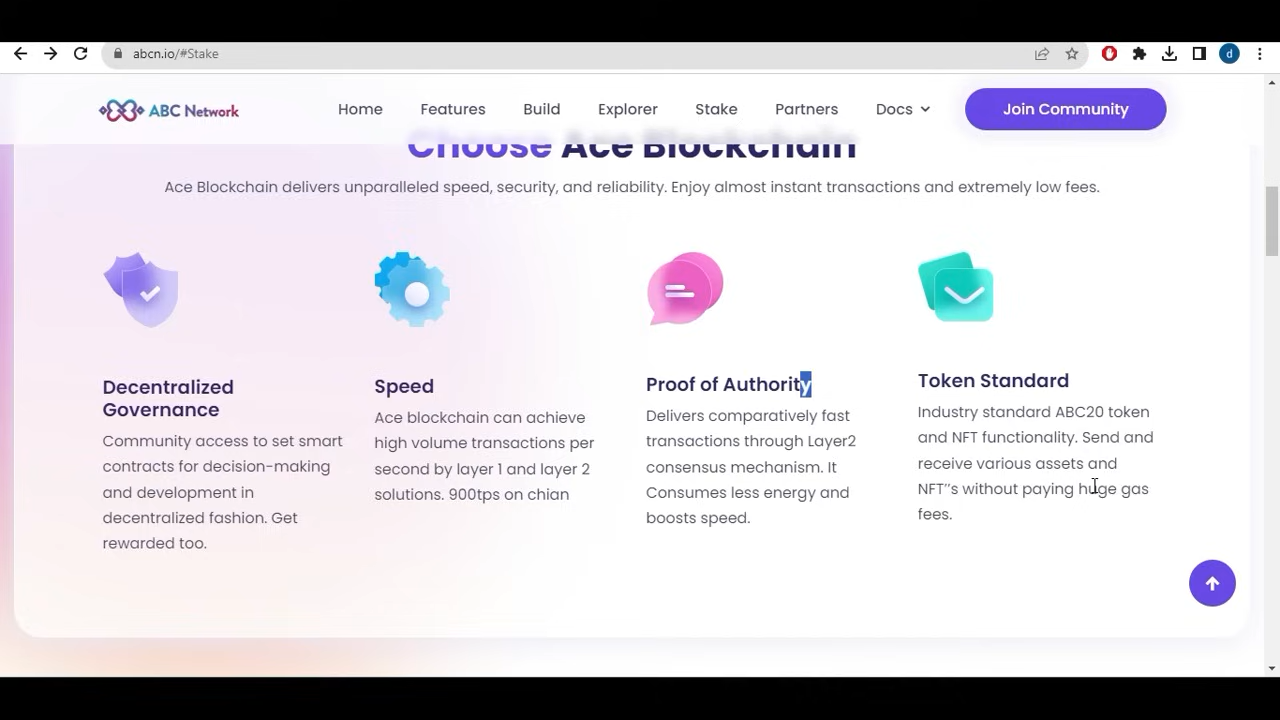 abcn.io/#Stake
d
ABC Network
Home
Features
Build
Explorer
Stake
Partners
Docs
Join Community
Choose Ace Blockchain
Ace Blockchain delivers unparalleled speed, security, and reliability. Enjoy almost instant transactions and extremely low fees.
Decentralized
Governance
Community access to set smart
contracts for decision-making
and development in
decentralized fashion. Get
rewarded too.
Speed
Ace blockchain can achieve
high volume transactions per
second by layer 1 and layer 2
solutions. 900tps on chian
Proof of Authority
Delivers comparatively fast
transactions through Layer2
consensus mechanism. It
Consumes less energy and
boosts speed.
Token Standard
Industry standard ABC20 token
and NFT functionality. Send and
receive various assets and
NFT''s without paying huge gas
fees.